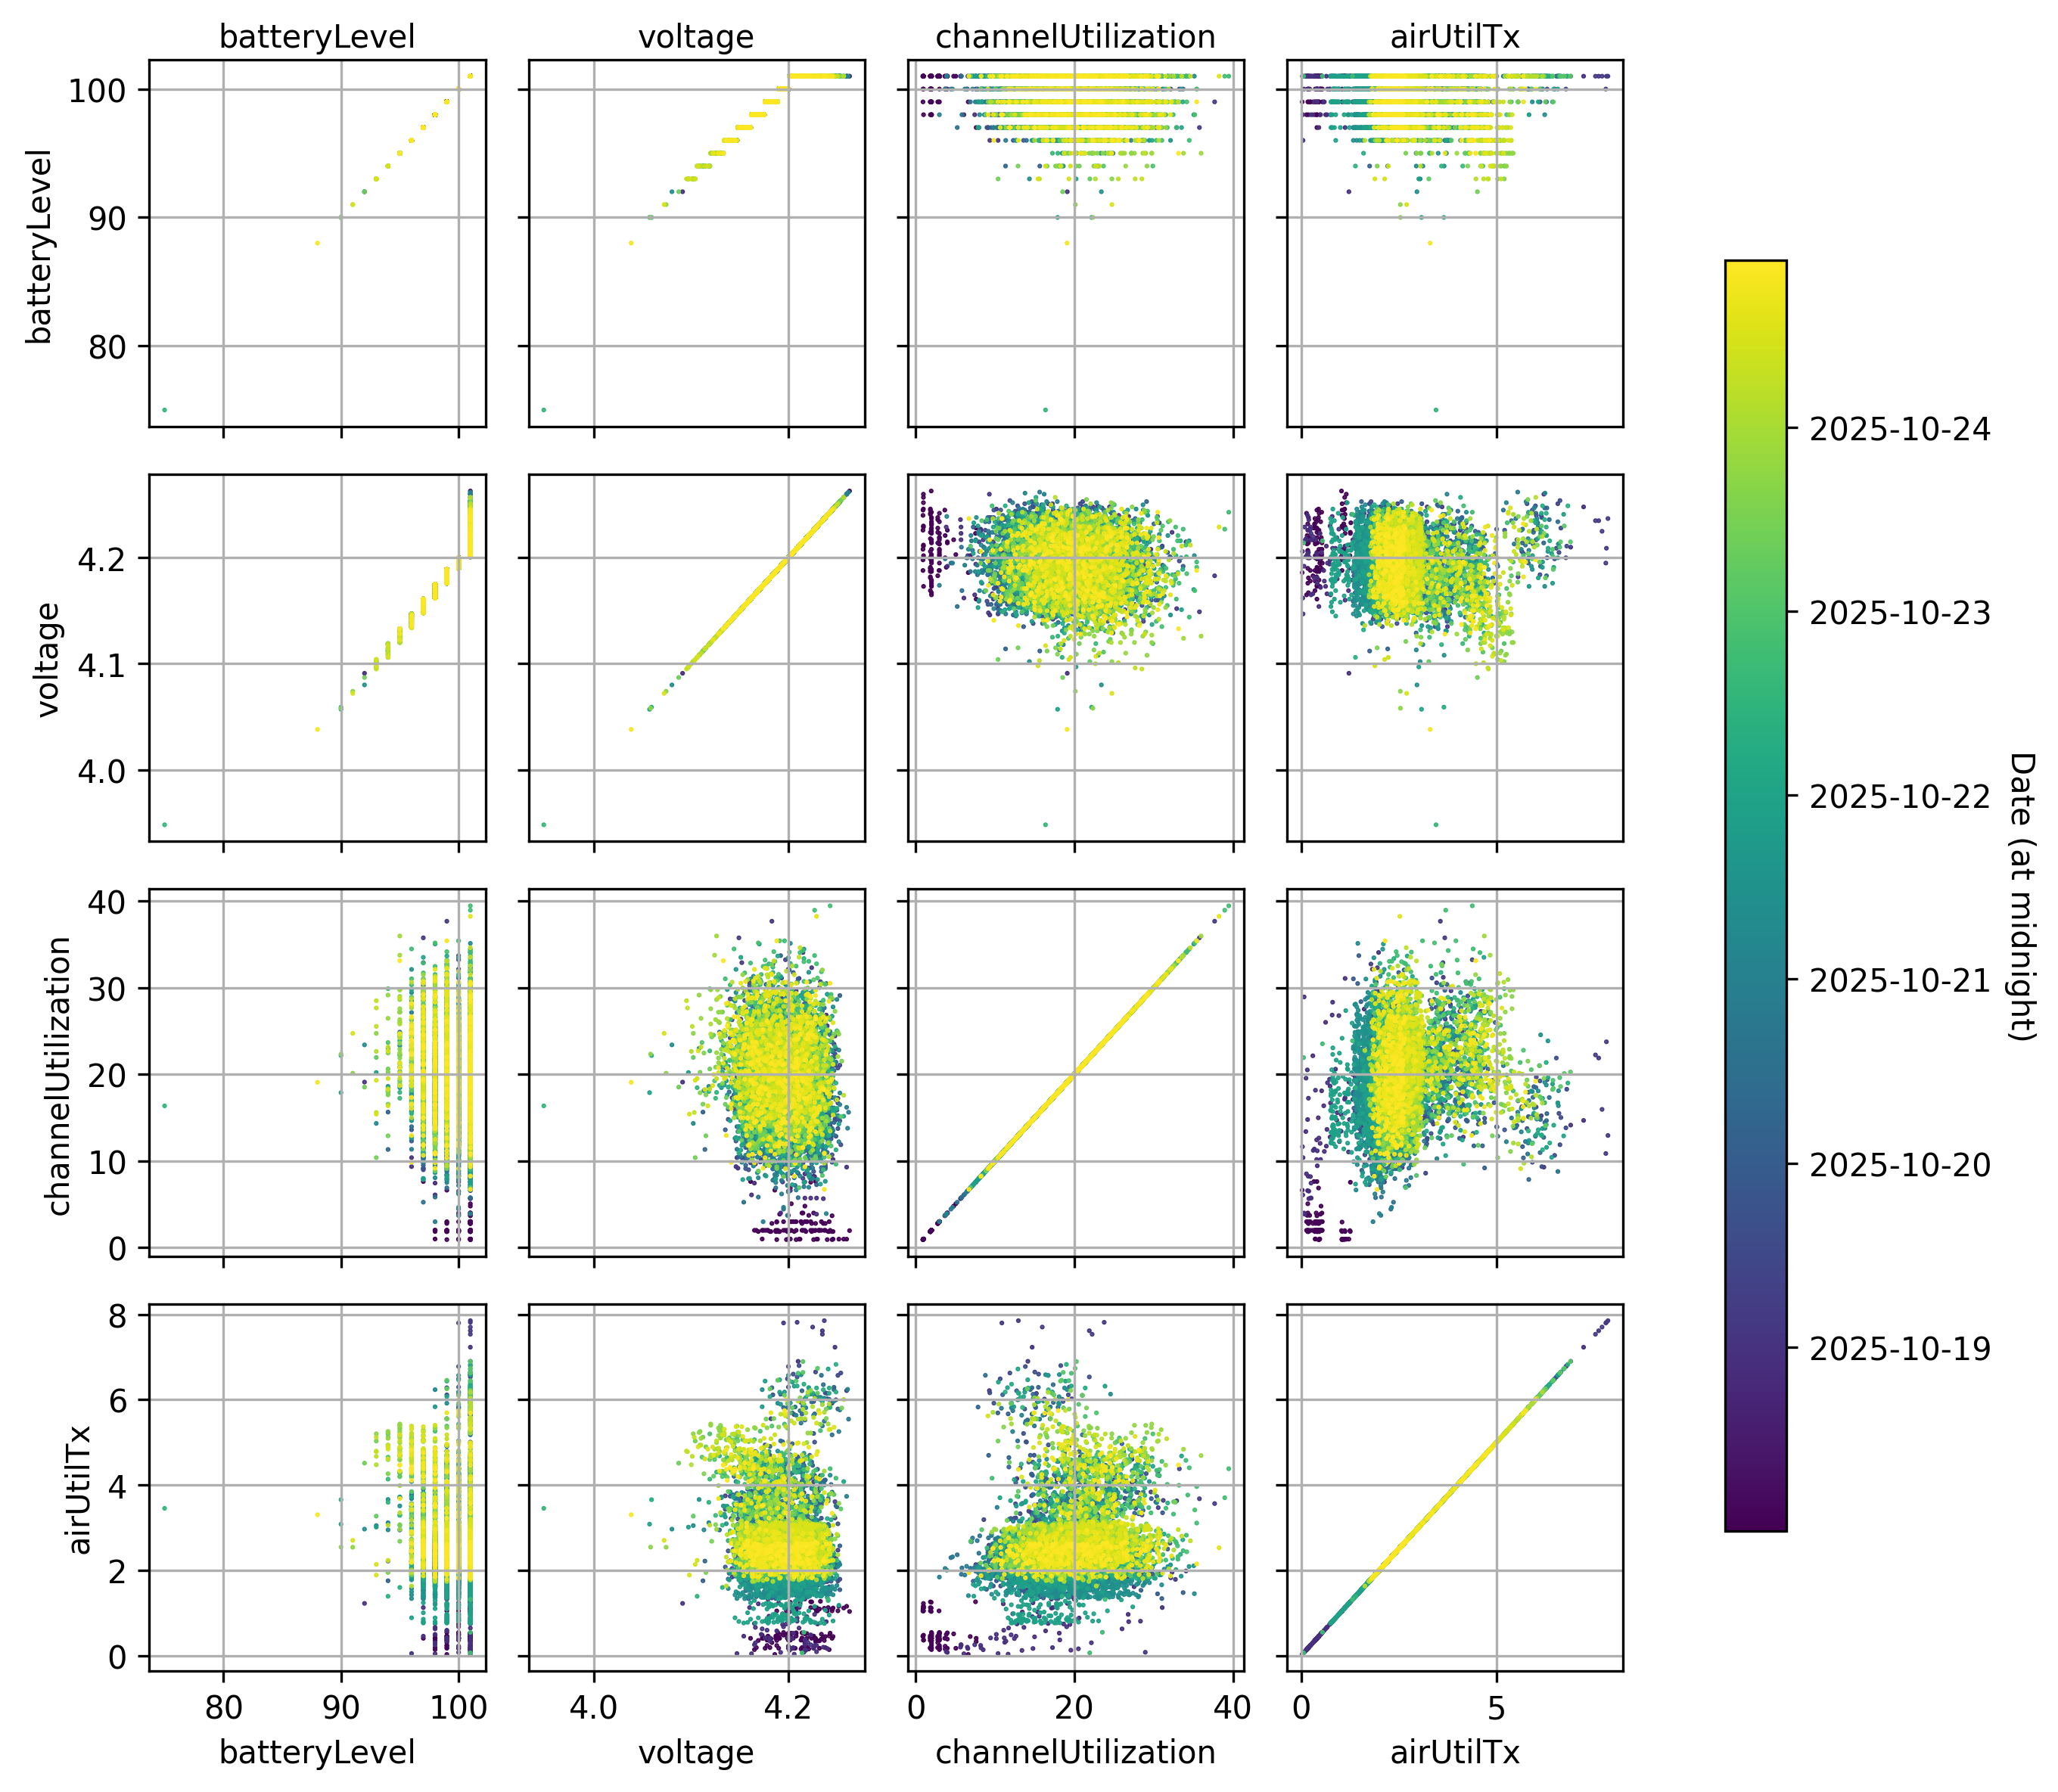 batteryLevel voltage channelUtilization airUtilTx
batteryLevel
100
90
80
voltage
4.2
4.1
4.0
channelUtilization
40
30
20
10
0
airUtilTx
8
6
4
2
0
80 90 100 4.0 4.2 0 20 40 0 5
batteryLevel voltage channelUtilization airUtilTx
2025-10-24
2025-10-23
2025-10-22
2025-10-21
2025-10-20
2025-10-19
Date (at midnight)